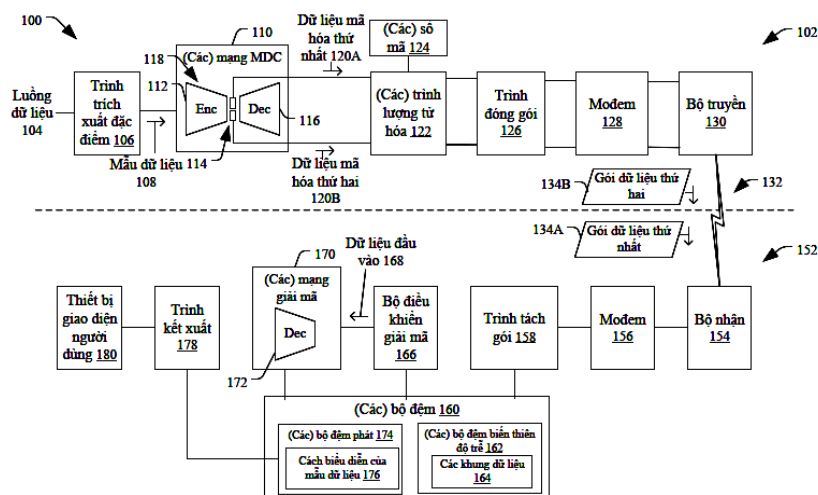 100
110
118
(Các) mạng MDC
112
Enc
Dec
116
Luồng
dữ liệu
104
Trình
trích
xuất đặc
điểm 106
Mẫu dữ liệu
108
114
Dữ liệu mã
hóa thứ
nhất 120A
Dữ liệu mã
hóa thứ hai
120B
(Các) số
mã 124
(Các) trình
lượng tử
hóa 122
Trình
đóng gói
126
Mođem
128
Bộ truyền
130
102
134B
Gói dữ liệu thứ
hai
132
134A
Gói dữ liệu thứ
nhất
152
Thiết bị
giao diện
người
dùng 180
Trình
kết xuất
178
170
(Các) mạng
giải mã
Dec
172
Dữ liệu đầu
vào 168
Bộ điều
khiển
giải mã
166
Trình tách
gói 158
Mođem
156
Bộ nhận
154
(Các) bộ đệm 160
(Các) bộ đệm phát 174
Cách biểu diễn của
mẫu dữ liệu 176
(Các) bộ đệm biến thiên
độ trễ 162
Các khung dữ liệu
164